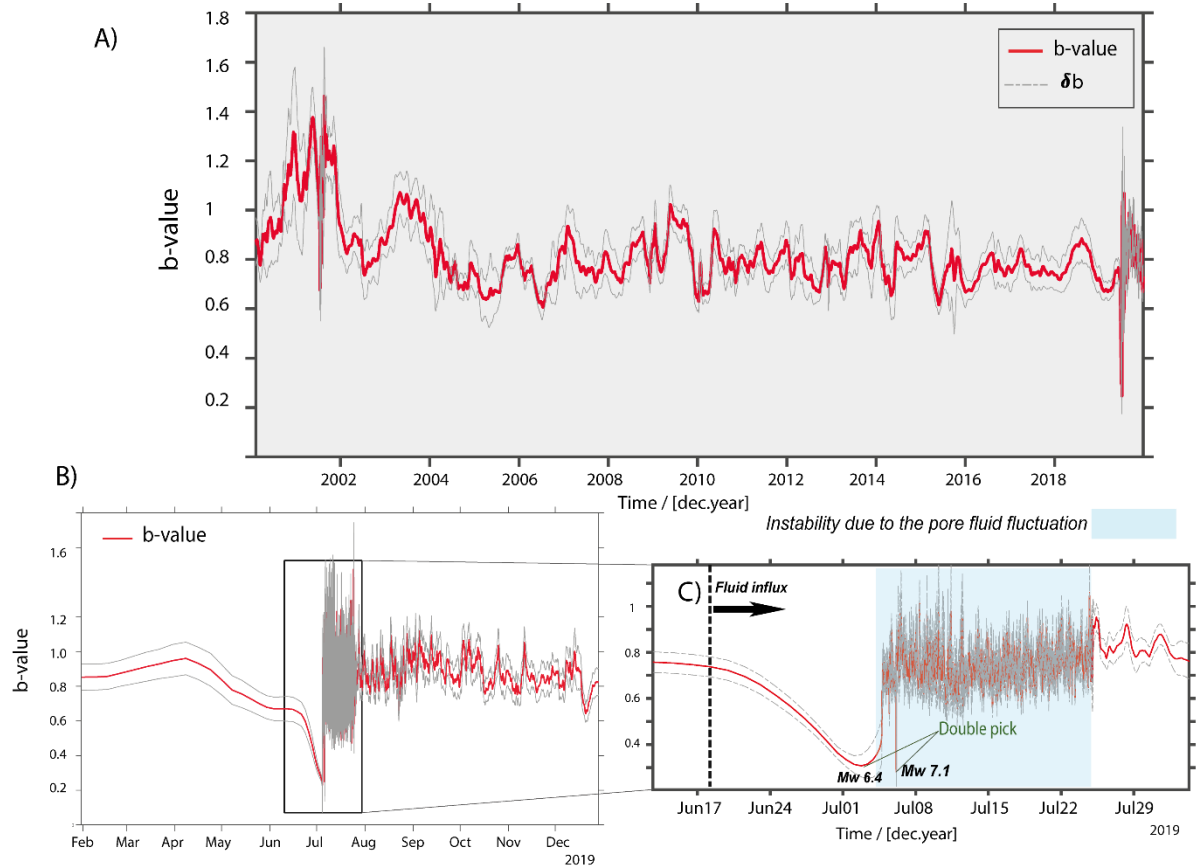 A)
b-value
δb
b-value
1.8
1.6
1.4
1.2
1
0.8
0.6
0.4
0.2
2002 2004 2006 2008 2010 2012 2014 2016 2018
Time / [dec.year]
B)
b-value
b-value
1.6
1.2
1.0
0.8
0.6
0.4
0.2
Feb Mar Apr May Jun Jul Aug Sep Oct Nov Dec
2019
Instability due to the pore fluid fluctuation
C)
Fluid influx
1
0.8
0.6
0.4
Double pick
Mw 6.4
Mw 7.1
Jun17 Jun24 Jul01 Jul08 Jul15 Jul22 Jul29
Time / [dec.year]
2019